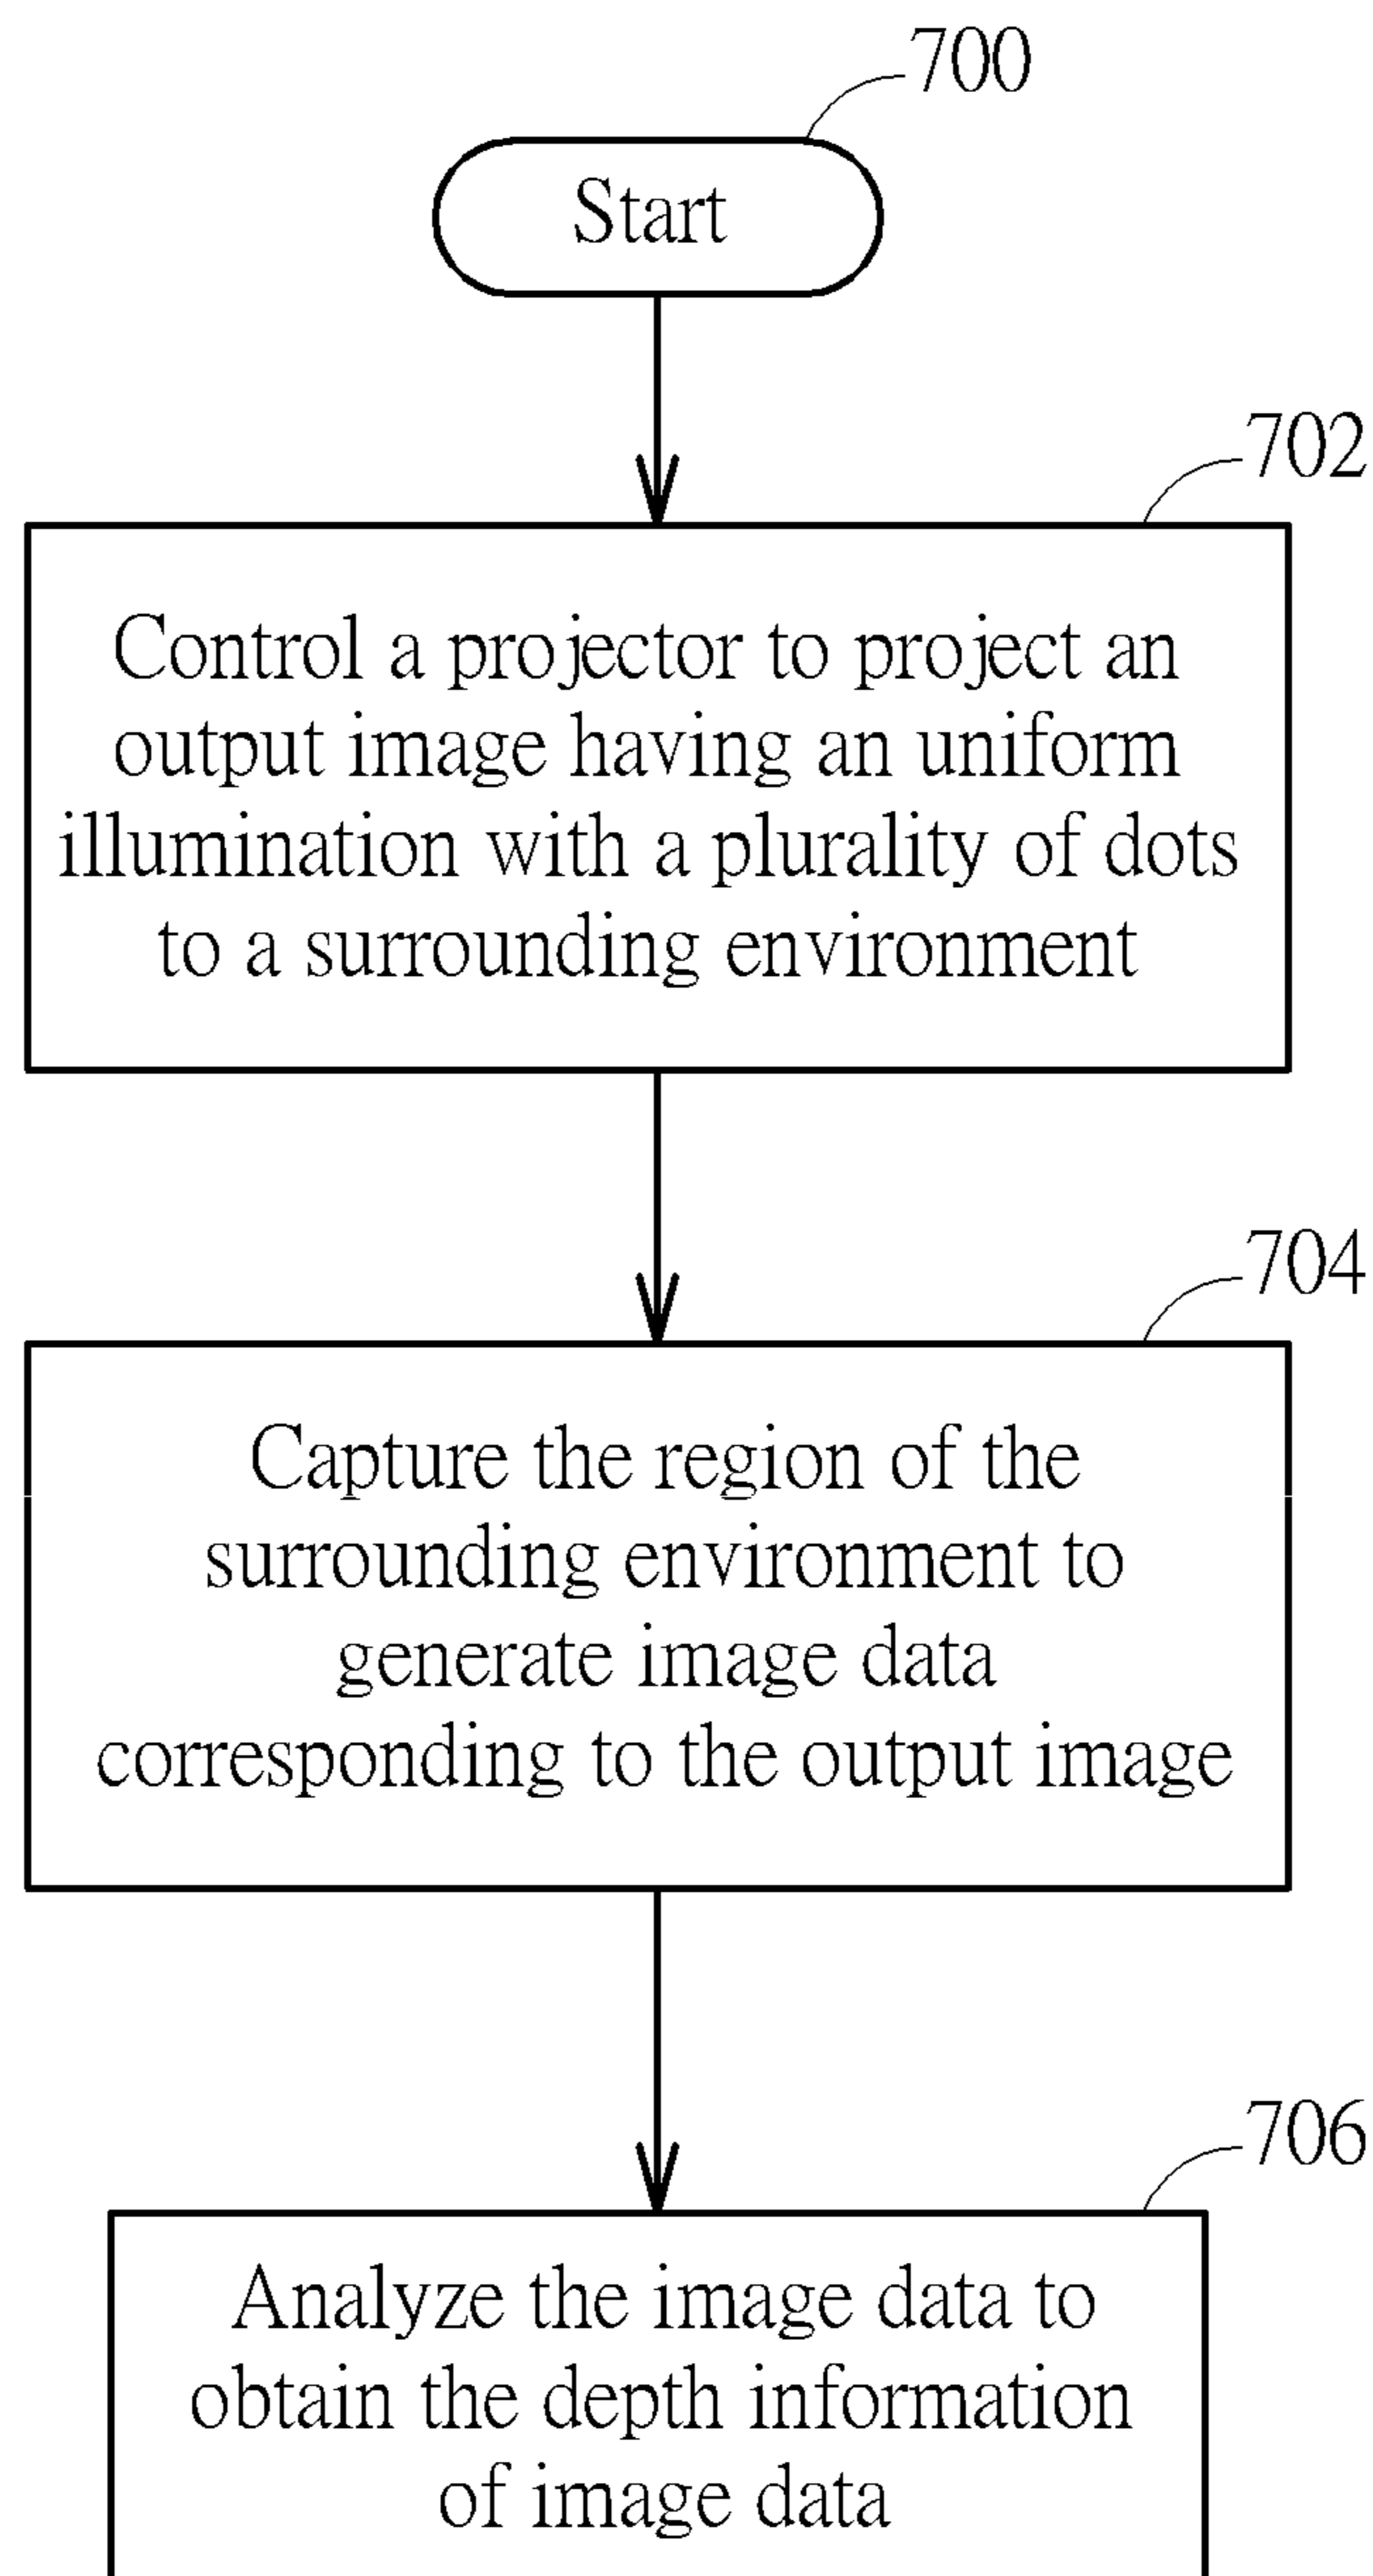 700
Start
702
Control a projector to project an
output image having an uniform
illumination with a plurality of dots
to a surrounding environment
704
Capture the region of the
surrounding environment to
generate image data
corresponding to the output image
706
Analyze the image data to
obtain the depth information
of image data